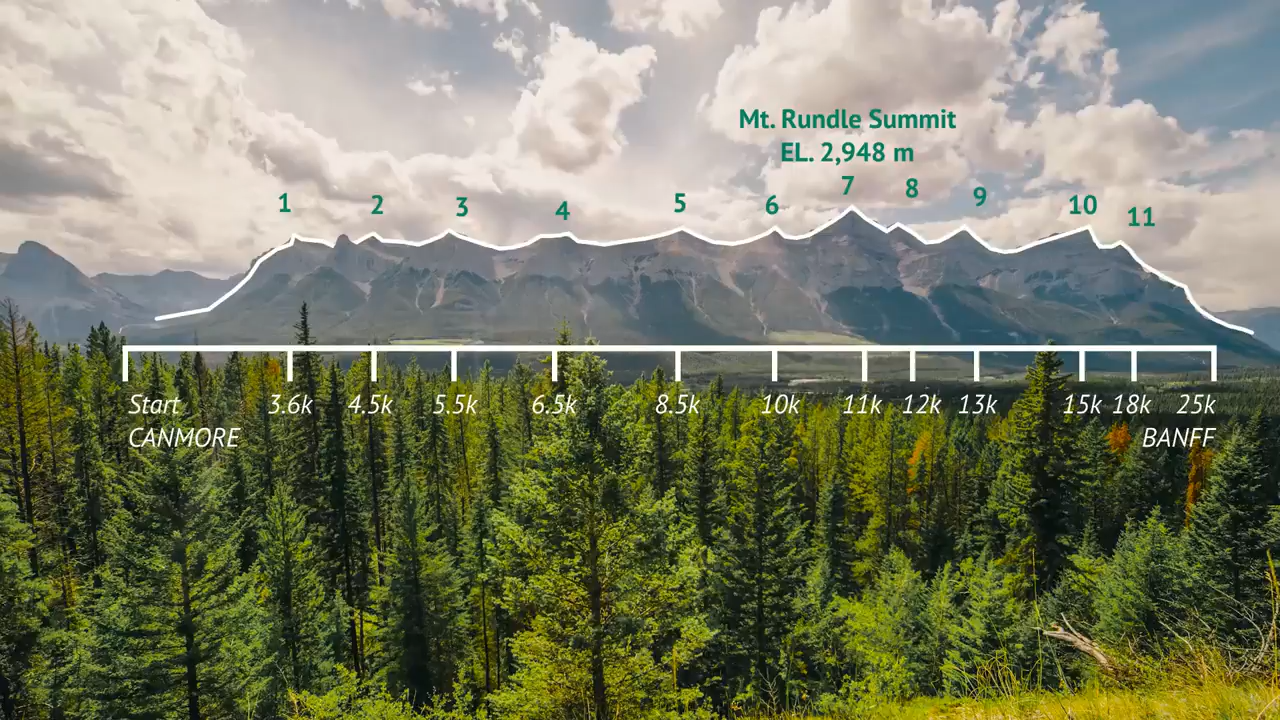 Mt. Rundle Summit
EL. 2,948 m
1 2 3 4 5 6 7 8 9 10 11
Start 3.6k 4.5k 5.5k 6.5k 8.5k 10k 11k 12k 13k 15k 18k 25k
CANMORE BANFF